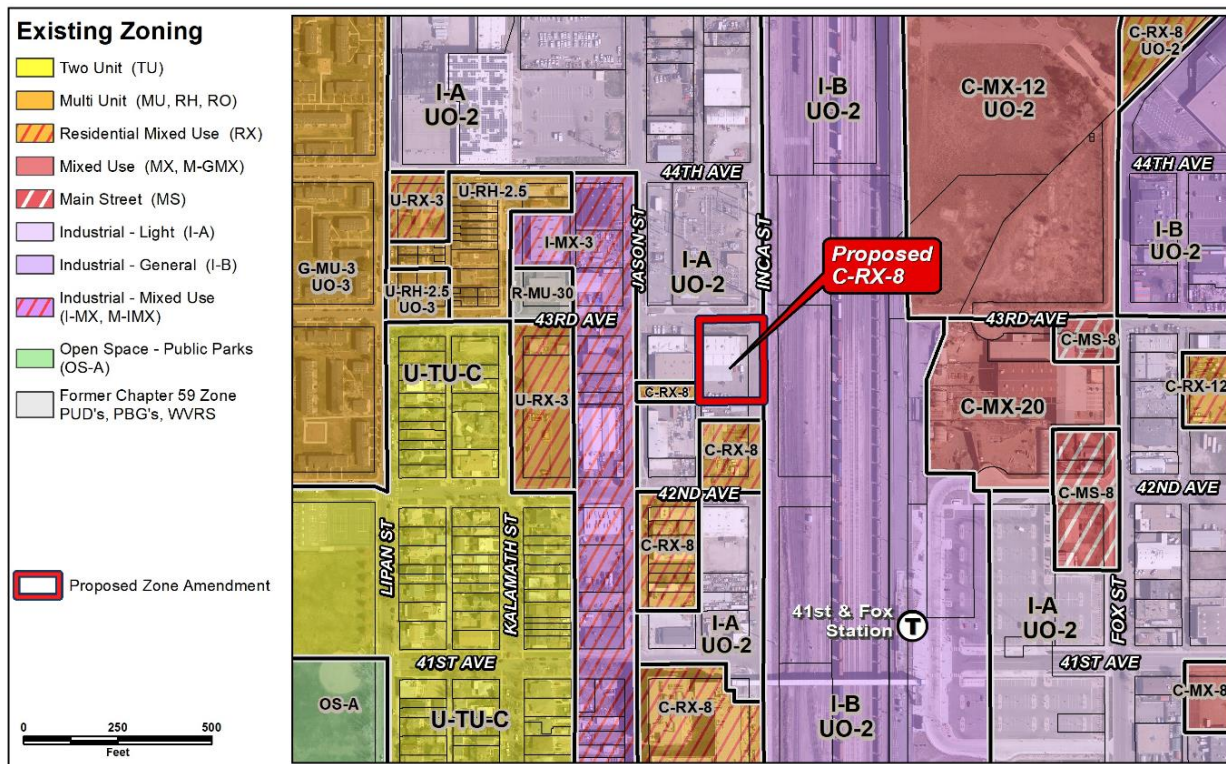 Existing Zoning
Two Unit (TU)
Multi Unit (MU, RH, RO)
Residential Mixed Use (RX)
Mixed Use (MX, M-GMX)
Main Street (MS)
Industrial - Light (I-A)
Industrial - General (I-B)
Industrial - Mixed Use
(I-MX, M-IMX)
Open Space - Public Parks
(OS-A)
Former Chapter 59 Zone
PUD's, PBG's, WVRS
Proposed Zone Amendment
0 250 500
Feet
I-A
UO-2
I-B
UO-2
C-MX-12
UO-2
C-RX-8
UO-2
44TH AVE
44TH AVE
U-RX-3
U-RH-2.5
I-MX-3
JASON ST
I-A
UO-2
INCA ST
Proposed
C-RX-8
I-B
UO-2
G-MU-3
UO-3
U-RH-2.5
UO-3
R-MU-30
43RD AVE
43RD AVE
C-MS-8
U-TU-C
U-RX-3
C-RX-8
C-MX-20
C-RX-12
C-RX-8
42ND AVE
C-MS-8
42ND AVE
LIPAN ST
KALAMATH ST
C-RX-8
41st & Fox
Station
T
I-A
UO-2
I-A
UO-2
FOX ST
41ST AVE
41ST AVE
OS-A
U-TU-C
C-RX-8
I-B
UO-2
C-MX-8